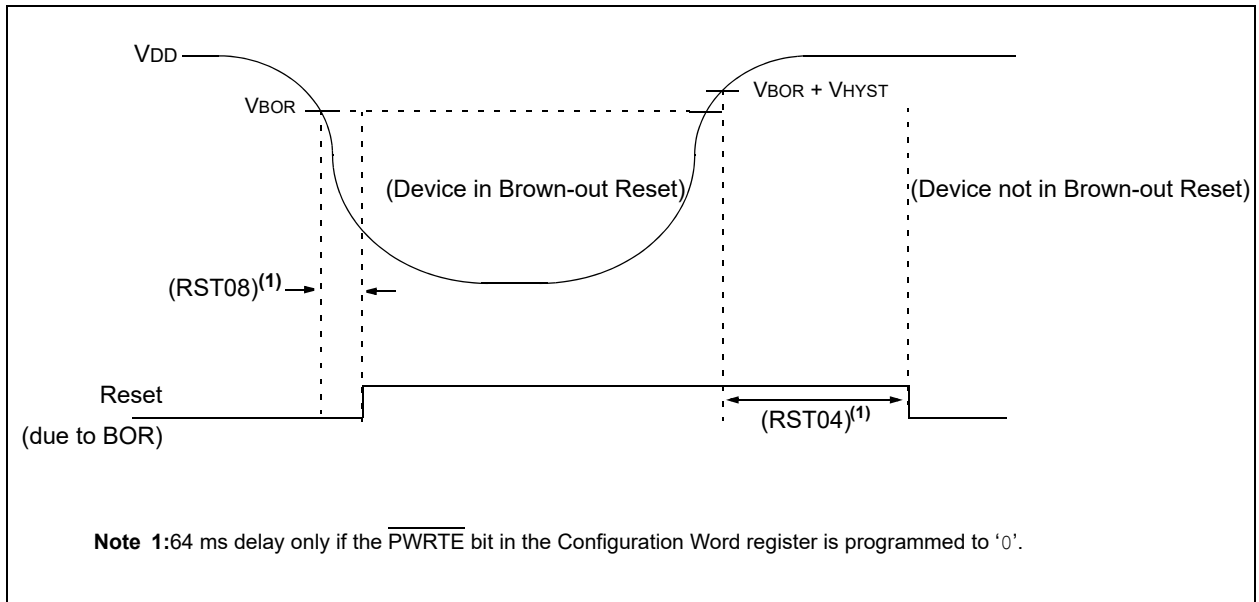 VDD
VBOR + VHYST
VBOR
(Device in Brown-out Reset)
(Device not in Brown-out Reset)
(RST08)(1)
Reset
(due to BOR)
(RST04)(1)
Note 1:64 ms delay only if the PWRTE bit in the Configuration Word register is programmed to ‘0’.